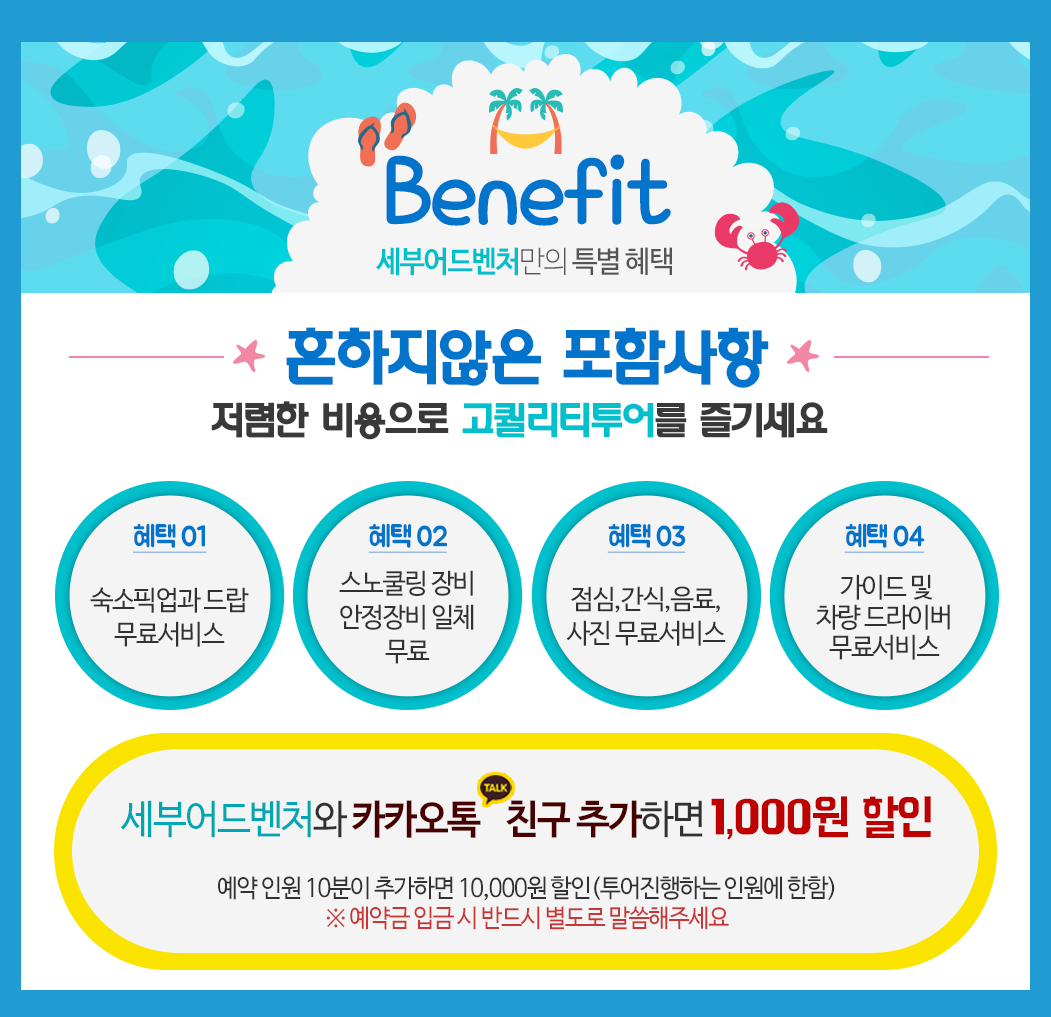 Benefit
세부어드벤처만의 특별 혜택
흔하지않은 포함사항
저렴한 비용으로 고퀄리티투어를 즐기세요
혜택 01
숙소픽업과 드랍
무료서비스
혜택 02
스노쿨링 장비
안정장비 일체
무료
혜택 03
점심,간식,음료,
사진 무료서비스
혜택 04
가이드 및
차량 드라이버
무료서비스
TALK
세부어드벤처와 카카오톡 친구 추가하면 1,000원 할인
예약 인원 10분이 추가하면 10,000원 할인 (투어진행하는 인원에 한함)
※ 예약금 입금 시 반드시 별도로 말씀해주세요